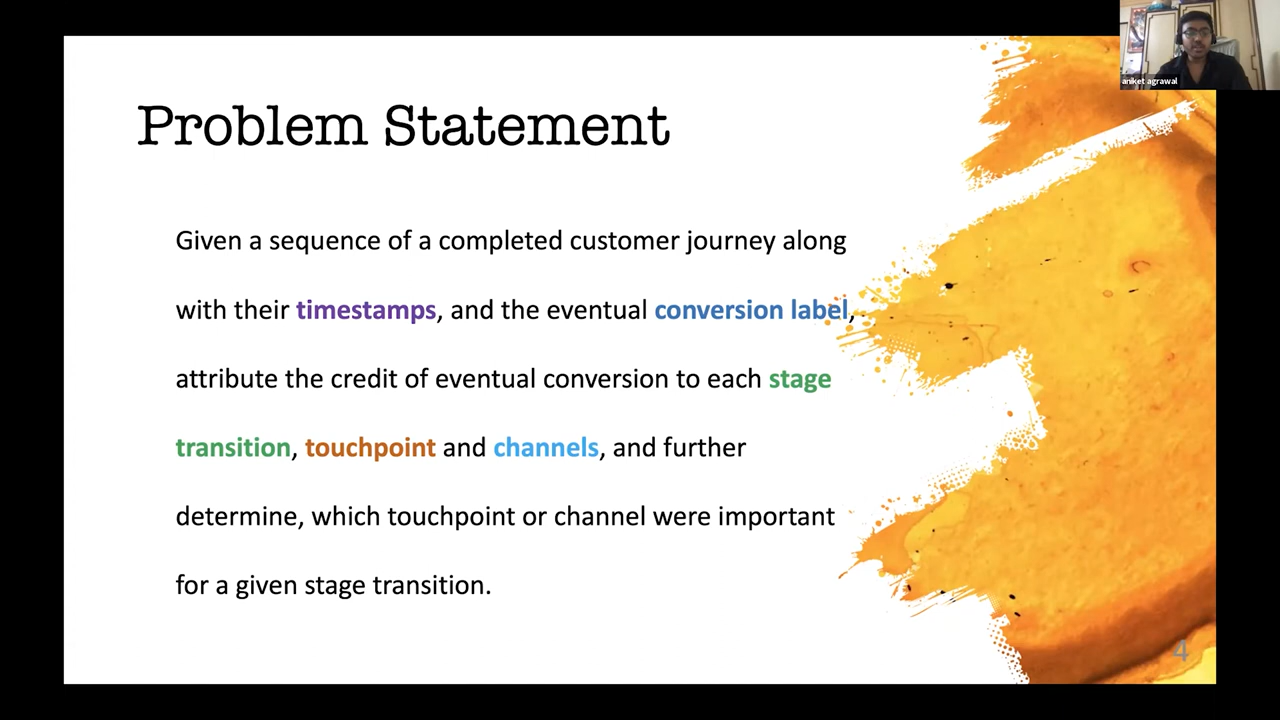 aniket agrawal
Problem Statement
Given a sequence of a completed customer journey along
with their timestamps, and the eventual conversion label,
attribute the credit of eventual conversion to each stage
transition, touchpoint and channels, and further
determine, which touchpoint or channel were important
for a given stage transition.
4